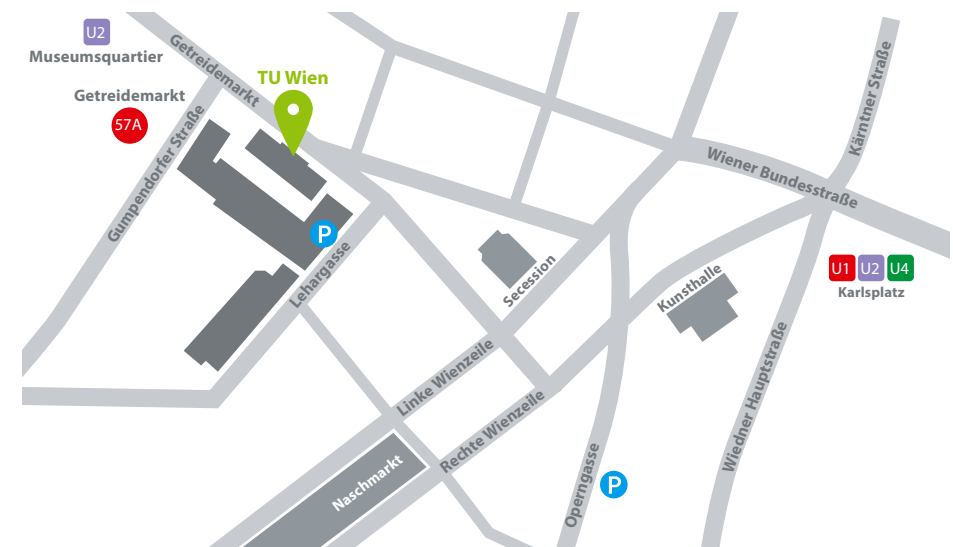 U2
Museumsquartier
Getreidemarkt
57A
Getreidemarkt
TU Wien
Gumpendorfer Straße
P
Lehargasse
Secession
Kunsthalle
Wiener Bundesstraße
Kärntner Straße
U1 U2 U4
Karlsplatz
Linke Wienzeile
Rechte Wienzeile
Naschmarkt
Operngasse
P
Wiedner Hauptstraße